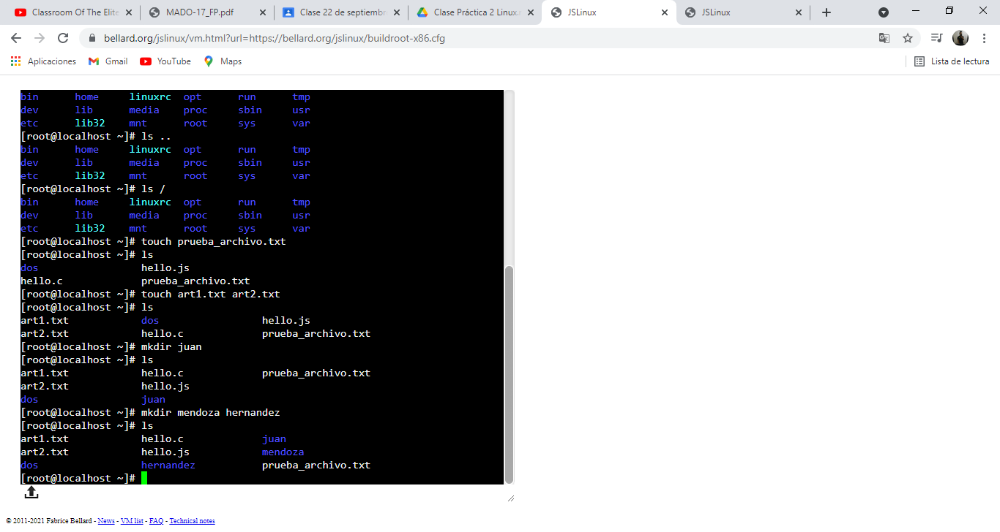 Classroom Of The Elite
MADO-17_FP.pdf
Clase 22 de septiembre
Clase Práctica 2 Linux.
JSLinux
JSLinux
bellard.org/jslinux/vm.html?url=https://bellard.org/jslinux/buildroot-x86.cfg
Aplicaciones Gmail YouTube Maps Lista de lectura
bin home linuxrc opt run tmp
dev lib media proc sbin usr
etc lib32 mnt root sys var
[root@localhost ~]# ls ..
bin home linuxrc opt run tmp
dev lib media proc sbin usr
etc lib32 mnt root sys var
[root@localhost ~]# ls /
bin home linuxrc opt run tmp
dev lib media proc sbin usr
etc lib32 mnt root sys var
[root@localhost ~]# touch prueba_archivo.txt
[root@localhost ~]# ls
dos hello.js
hello.c prueba_archivo.txt
[root@localhost ~]# touch art1.txt art2.txt
[root@localhost ~]# ls
art1.txt dos hello.js
art2.txt hello.c prueba_archivo.txt
[root@localhost ~]# mkdir juan
[root@localhost ~]# ls
art1.txt hello.c prueba_archivo.txt
art2.txt hello.js
dos juan
[root@localhost ~]# mkdir mendoza hernandez
[root@localhost ~]# ls
art1.txt hello.c juan
art2.txt hello.js mendoza
dos hernandez prueba_archivo.txt
[root@localhost ~]#
© 2011-2021 Fabrice Bellard - News - VM list - FAQ - Technical notes